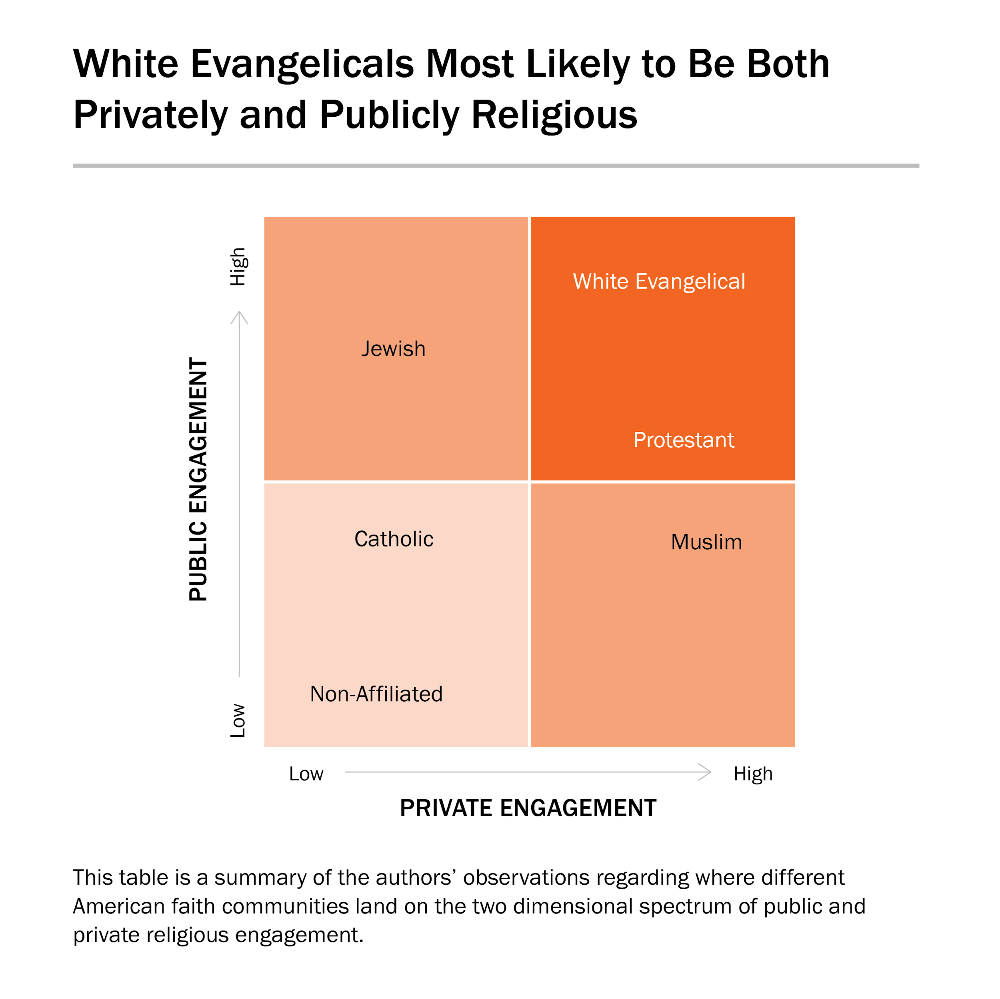 White Evangelicals Most Likely to Be Both
Privately and Publicly Religious
High
White Evangelical
Jewish
PUBLIC ENGAGEMENT
Protestant
Catholic
Muslim
Non-Affiliated
Low
Low
High
PRIVATE ENGAGEMENT
This table is a summary of the authors’ observations regarding where different
American faith communities land on the two dimensional spectrum of public and
private religious engagement.